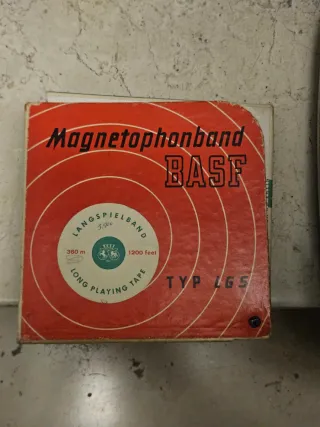 Magnetophonband
BASF
LANGSPIELBAND
360 m
1200 feet
LONG PLAYING TAPE
TYP LGS